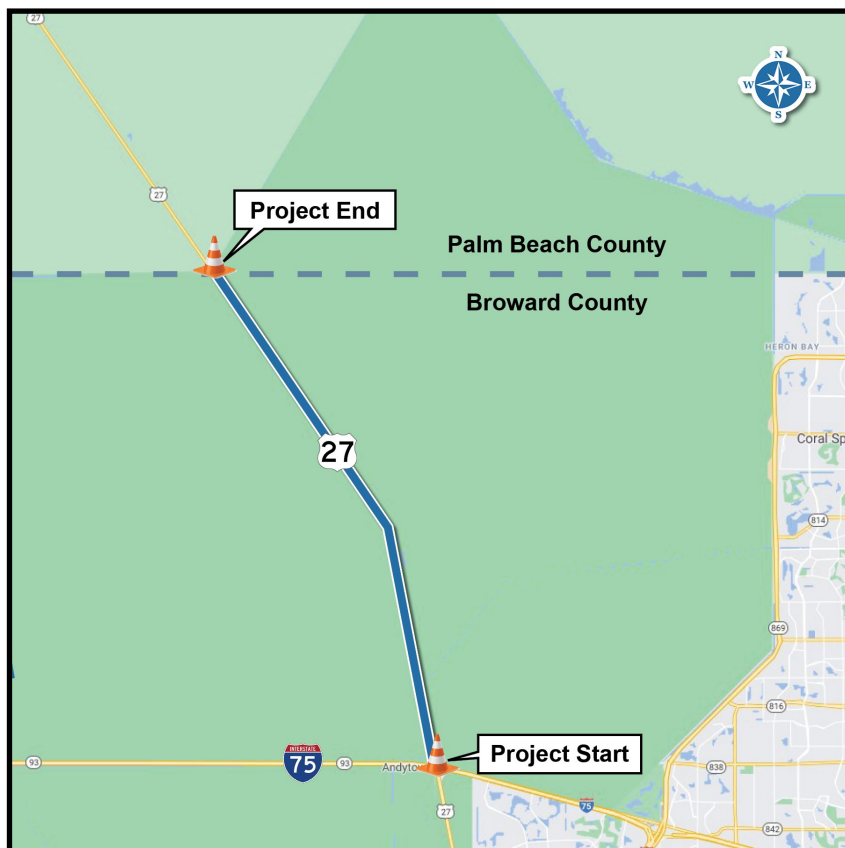 27
N
W E
S
27
Project End
Palm Beach County
Broward County
HERON BAY
27
Coral Sp
814
869
816
Project Start
INTERSTATE
75
93
93
Andyto
838
75
27
842